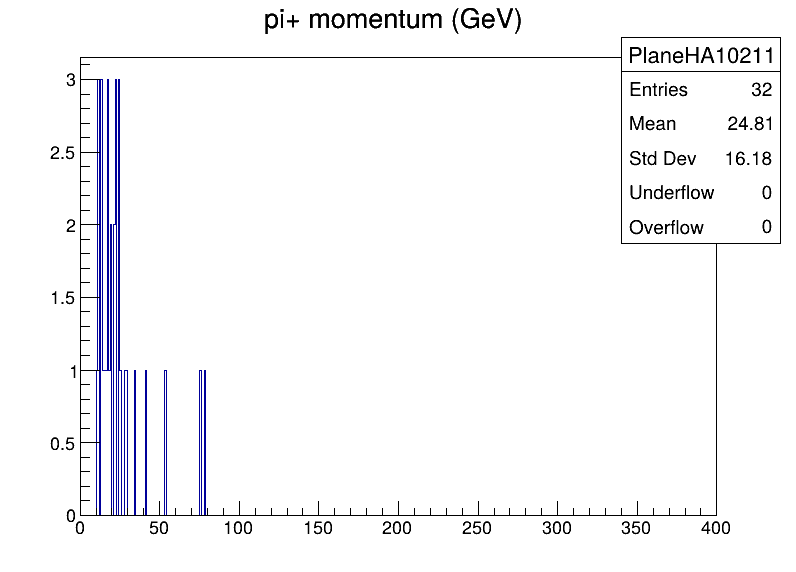 pi+ momentum (GeV)
PlaneHA10211
Entries 32
Mean 24.81
Std Dev 16.18
Underflow 0
Overflow 0
3
2.5
2
1.5
1
0.5
0
0 50 100 150 200 250 300 350 400